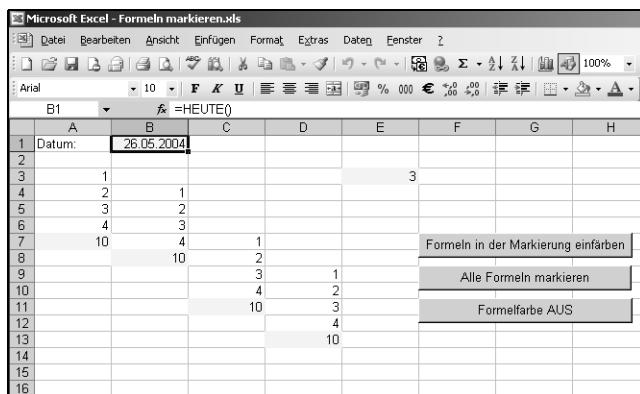 Microsoft Excel - Formeln markieren.xls
Datei Bearbeiten Ansicht Einfügen Format Extras Daten Fenster ?
100%
Arial 10 F K U % 000 €
B1 fx =HEUTE()
A B C D E F G H
1 Datum: 26.05.2004
2
3 1 3
4 2 1
5 3 2
6 4 3
7 10 4 1 Formeln in der Markierung einfärben
8 10 2
9 3 1 Alle Formeln markieren
10 4 2
11 10 3 Formelfarbe AUS
12 4
13 10
14
15
16